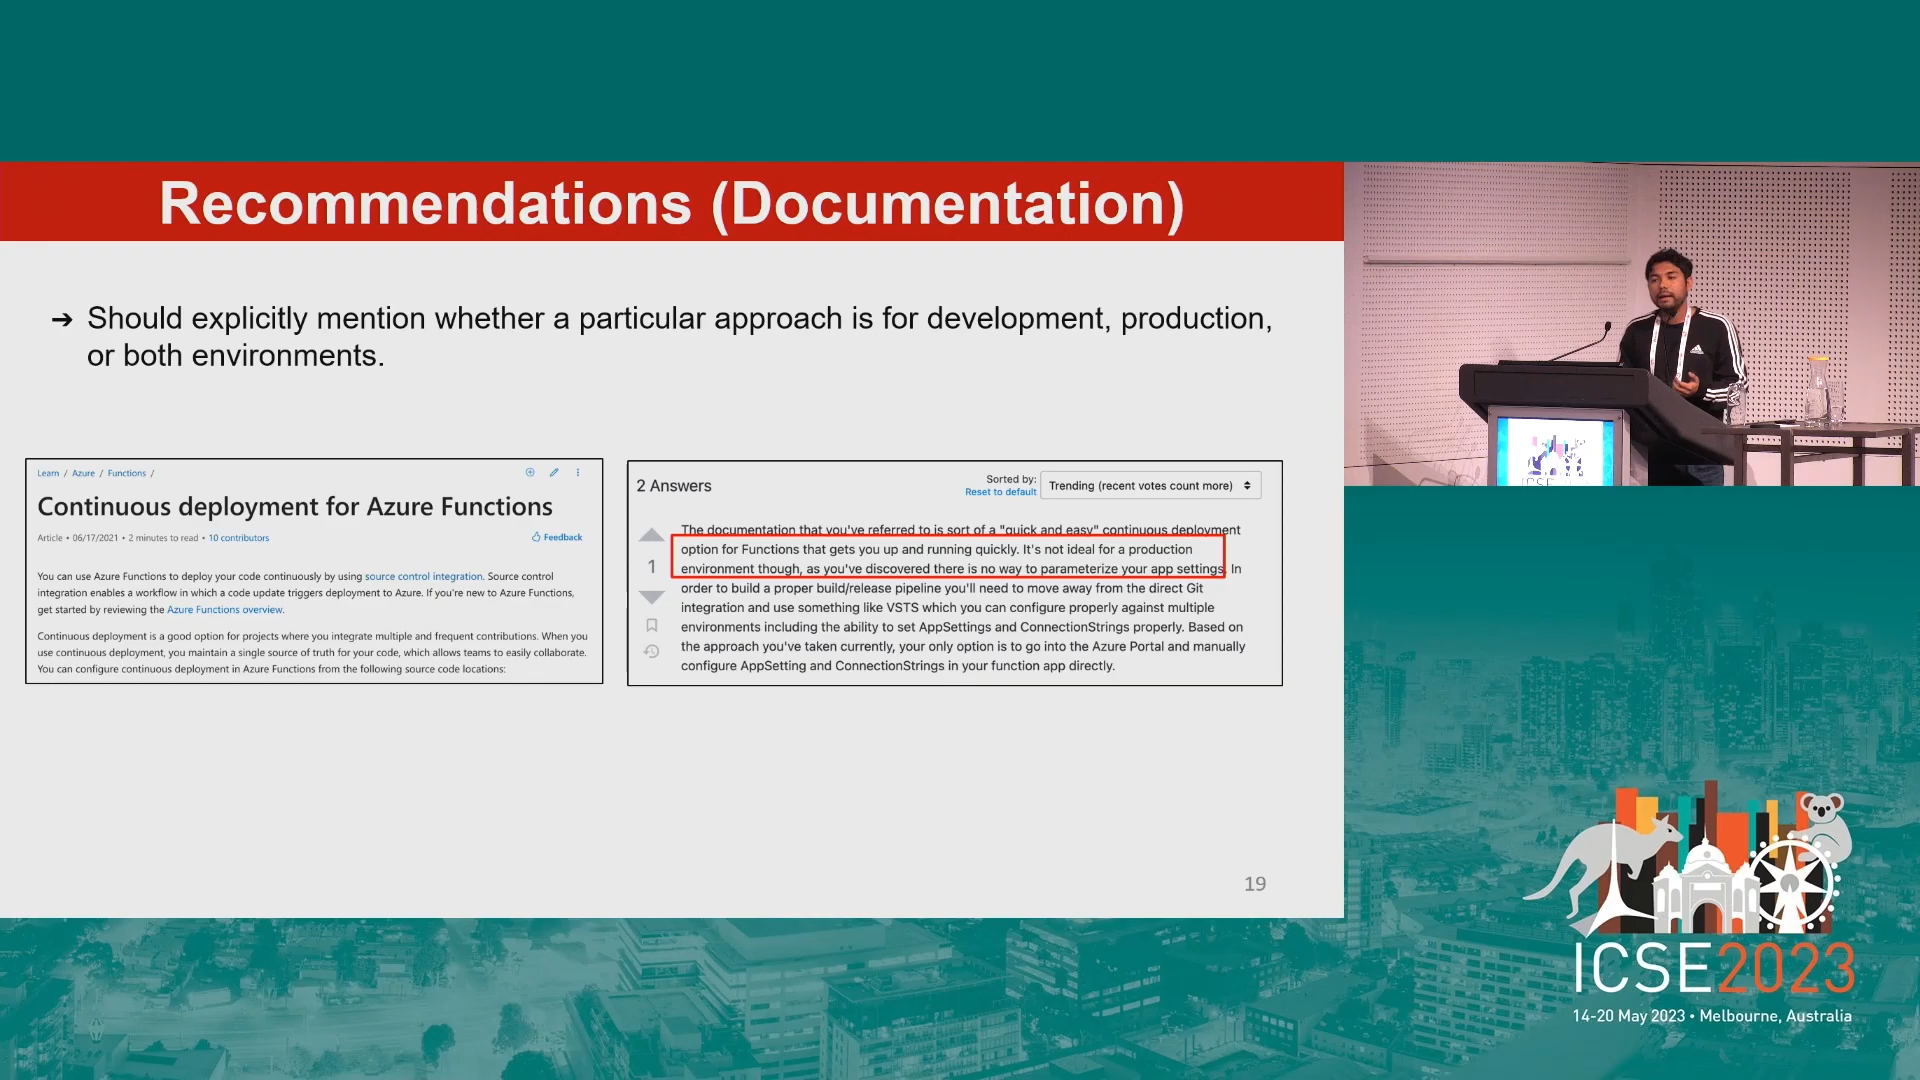 Recommendations (Documentation)
➔ Should explicitly mention whether a particular approach is for development, production,
or both environments.
Learn / Azure / Functions /
Continuous deployment for Azure Functions
Article • 06/17/2021 • 2 minutes to read • 10 contributors
Feedback
You can use Azure Functions to deploy your code continuously by using source control integration. Source control
integration enables a workflow in which a code update triggers deployment to Azure. If you're new to Azure Functions,
get started by reviewing the Azure Functions overview.
Continuous deployment is a good option for projects where you integrate multiple and frequent contributions. When you
use continuous deployment, you maintain a single source of truth for your code, which allows teams to easily collaborate.
You can configure continuous deployment in Azure Functions from the following source code locations:
2 Answers
Sorted by:
Reset to default
Trending (recent votes count more)
1
The documentation that you've referred to is sort of a "quick and easy" continuous deployment
option for Functions that gets you up and running quickly. It's not ideal for a production
environment though, as you've discovered there is no way to parameterize your app settings. In
order to build a proper build/release pipeline you'll need to move away from the direct Git
integration and use something like VSTS which you can configure properly against multiple
environments including the ability to set AppSettings and ConnectionStrings properly. Based on
the approach you've taken currently, your only option is to go into the Azure Portal and manually
configure AppSetting and ConnectionStrings in your function app directly.
19
adidas
ICSE
ICSE2023
14-20 May 2023 • Melbourne, Australia